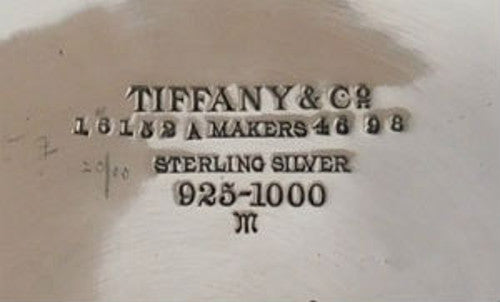 TIFFANY & Co
16152 A MAKERS 4698
STERLING SILVER
925-1000
M